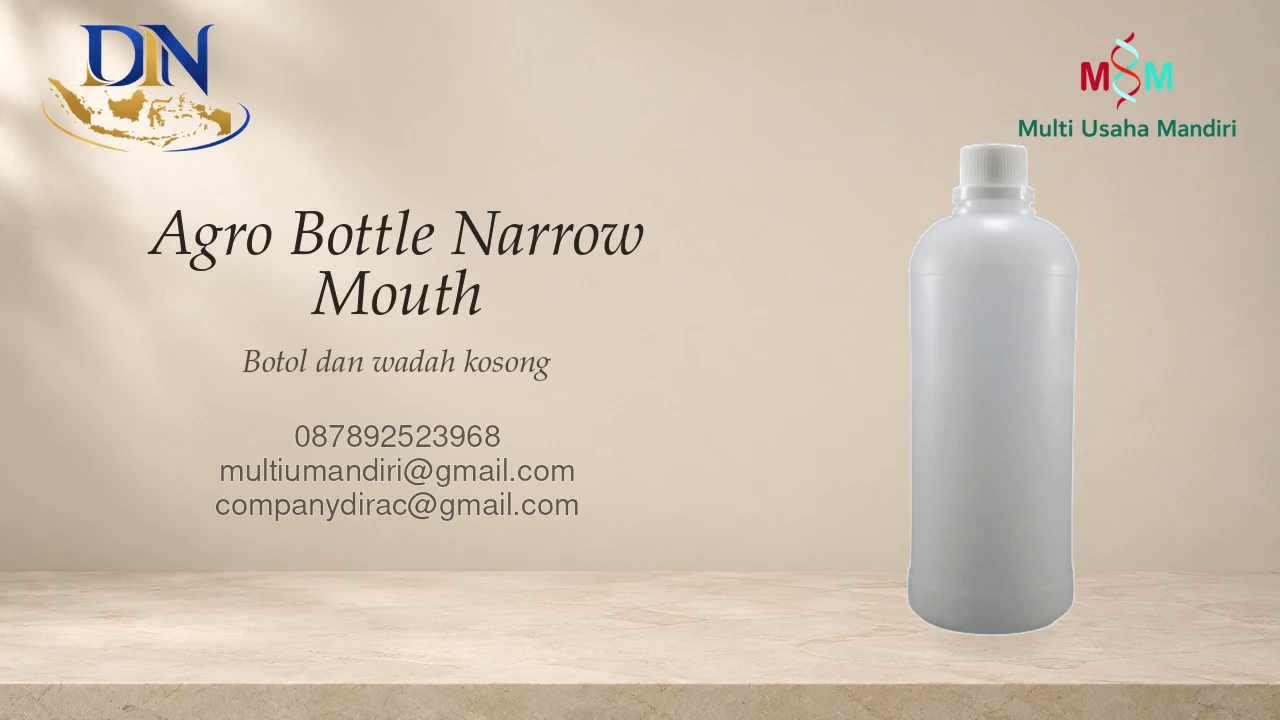 DN
M M
Multi Usaha Mandiri
Agro Bottle Narrow
Mouth
Botol dan wadah kosong
087892523968
multiumandiri@gmail.com
companydirac@gmail.com